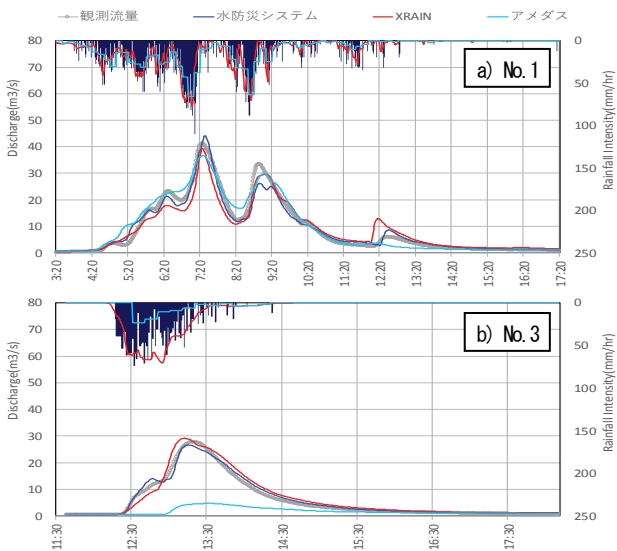 観測流量 水防災システム XRAIN アメダス
80 70 60 50 40 30 20 10 0
Discharge(m3/s)
a) No.1
0 50 100 150 200 250
Rainfall Intensity(mm/hr)
3:20 4:20 5:20 6:20 7:20 8:20 9:20 10:20 11:20 12:20 13:20 14:20 15:20 16:20 17:20
80 70 60 50 40 30 20 10 0
Discharge(m3/s)
b) No.3
0 50 100 150 200 250
Rainfall Intensity(mm/hr)
11:30 12:30 13:30 14:30 15:30 16:30 17:30